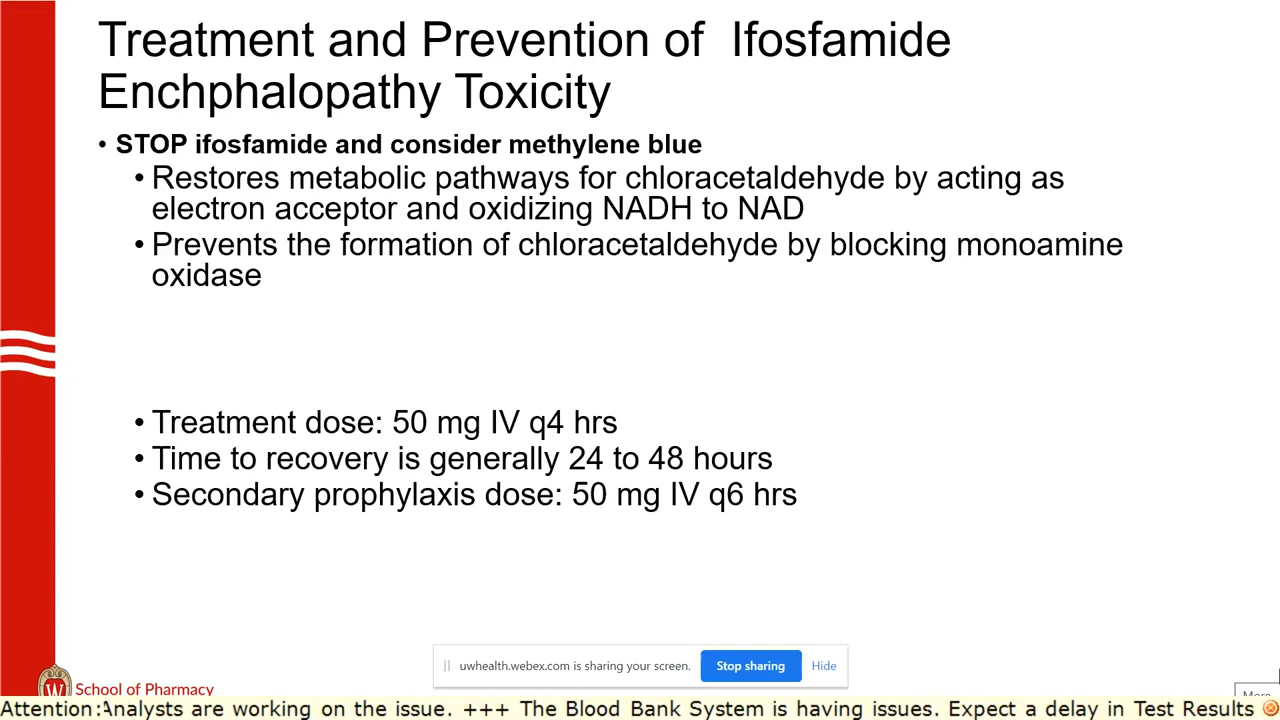 Treatment and Prevention of  Ifosfamide
Enchphalopathy Toxicity
• STOP ifosfamide and consider methylene blue
• Restores metabolic pathways for chloracetaldehyde by acting as
electron acceptor and oxidizing NADH to NAD
• Prevents the formation of chloracetaldehyde by blocking monoamine
oxidase
• Treatment dose: 50 mg IV q4 hrs
• Time to recovery is generally 24 to 48 hours
• Secondary prophylaxis dose: 50 mg IV q6 hrs
uwhealth.webex.com is sharing your screen. Stop sharing Hide
W School of Pharmacy
More
Attention: Analysts are working on the issue. +++ The Blood Bank System is having issues. Expect a delay in Test Results